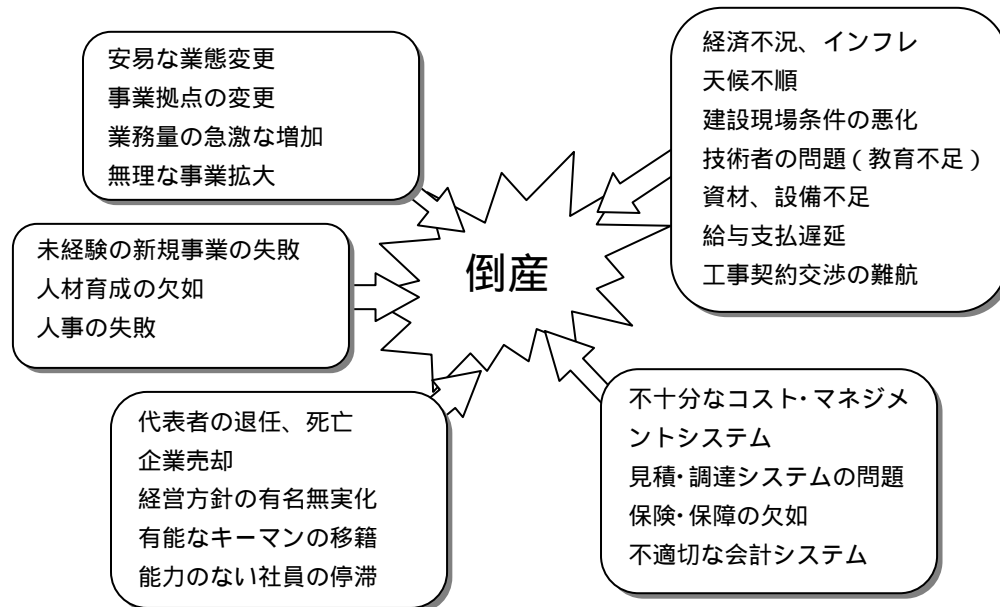 安易な業態変更
事業拠点の変更
業務量の急激な増加
無理な事業拡大
経済不況、インフレ
天候不順
建設現場条件の悪化
技術者の問題(教育不足)
資材、設備不足
給与支払遅延
工事契約交渉の難航
未経験の新規事業の失敗
人材育成の欠如
人事の失敗
倒産
代表者の退任、死亡
企業売却
経営方針の有名無実化
有能なキーマンの移籍
能力のない社員の停滞
不十分なコスト・マネジメ
ントシステム
見積・調達システムの問題
保険・保障の欠如
不適切な会計システム